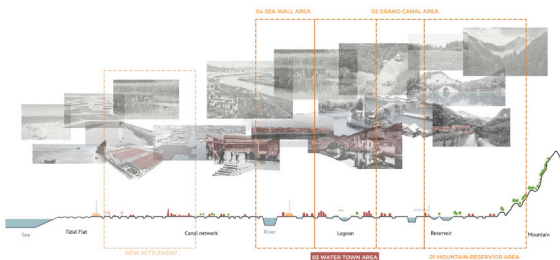 04 SEA WALL AREA
02 GRAND CANAL AREA
Sea
Tidal Flat
Canal network
River
Lagoon
Reservoir
Mountain
NEW SETTLEMENT
03 WATER TOWN AREA
01 MOUNTAIN-RESERVIOR AREA